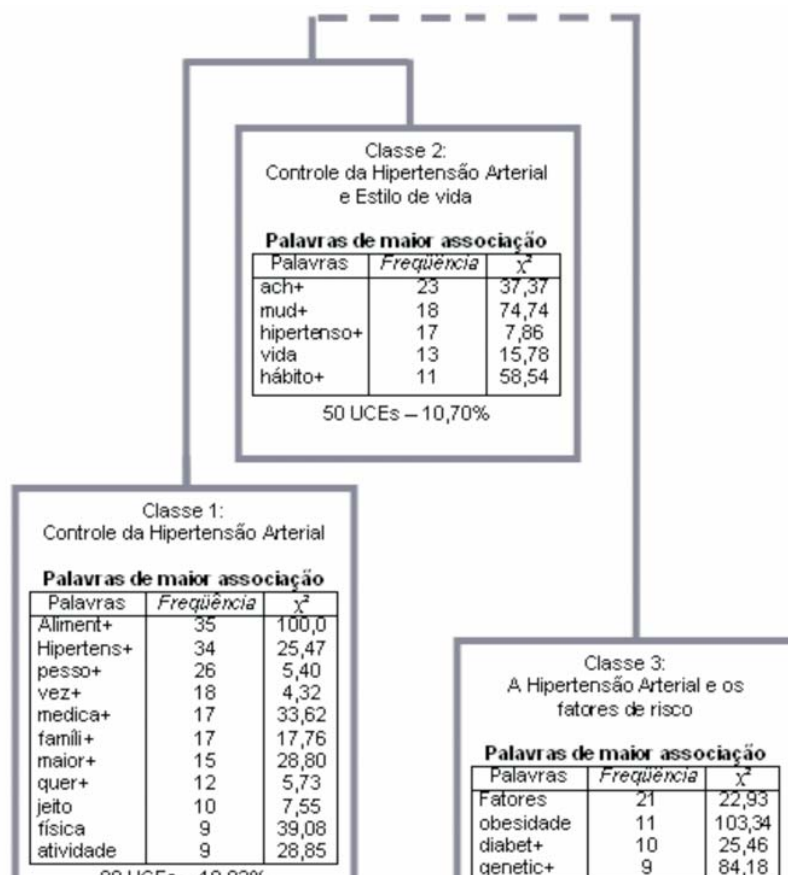 Classe 2:
Controle da Hipertensão Arterial
e Estilo de vida
Palavras de maior associação
Palavras Freqüência χ²
ach+ 23 37,37
mud+ 18 74,74
hipertenso+ 17 7,86
vida 13 15,78
hábito+ 11 58,54
50 UCEs – 10,70%
Classe 1:
Controle da Hipertensão Arterial
Palavras de maior associação
Palavras Freqüência χ²
Aliment+ 35 100,0
Hipertens+ 34 25,47
pesso+ 26 5,40
vez+ 18 4,32
medica+ 17 33,62
famíli+ 17 17,76
maior+ 15 28,80
quer+ 12 5,73
jeito 10 7,55
física 9 39,08
atividade 9 28,85
UCEs
Classe 3:
A Hipertensão Arterial e os
fatores de risco
Palavras de maior associação
Palavras Freqüência χ²
Fatores 21 22,93
obesidade 11 103,34
diabet+ 10 25,46
genetic+ 9 84,18